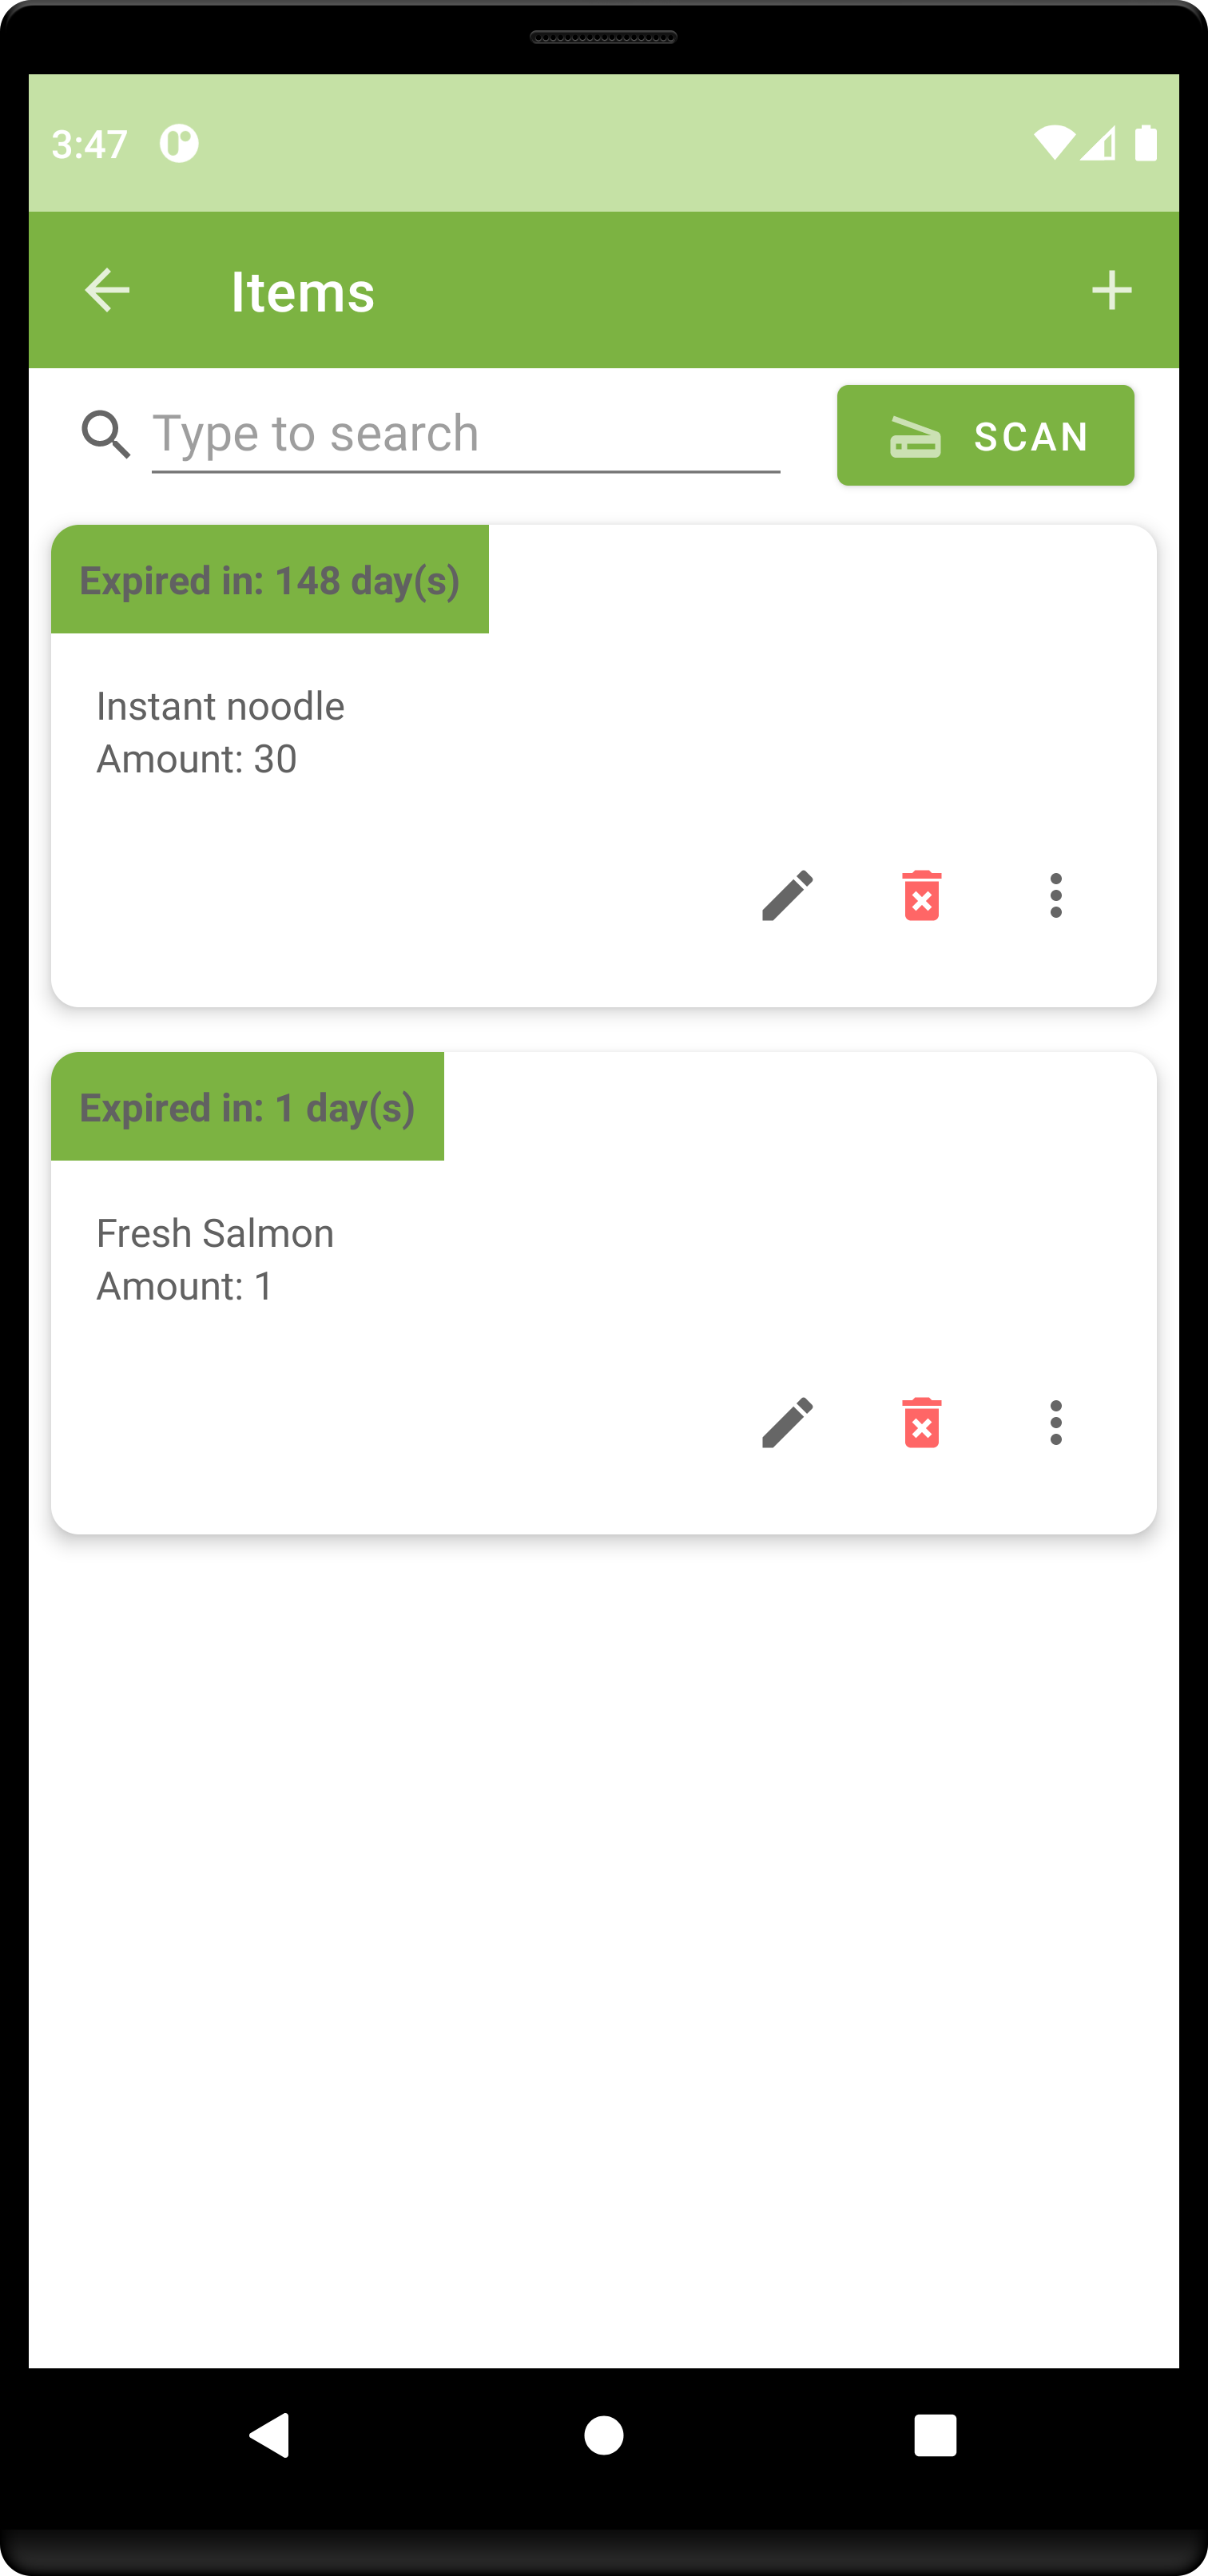 3:47
Items
Type to search
SCAN
Expired in: 148 day(s)
Instant noodle
Amount: 30
Expired in: 1 day(s)
Fresh Salmon
Amount: 1